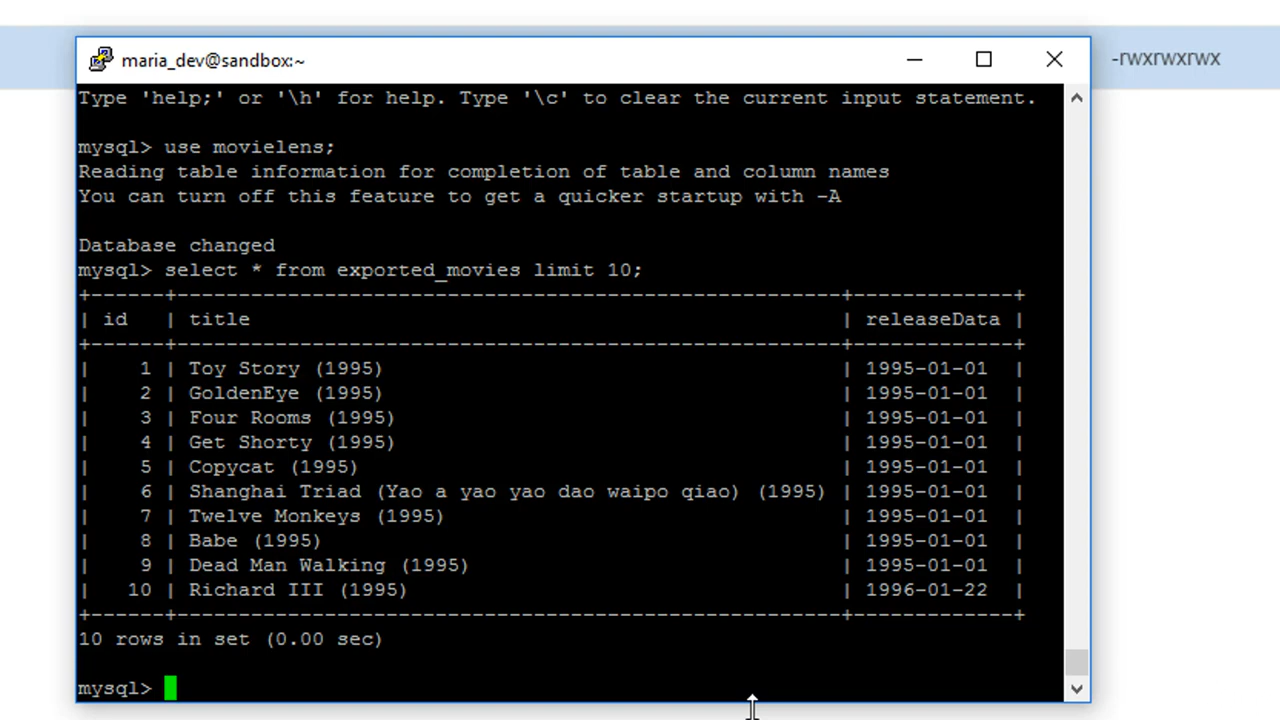 maria_dev@sandbox:~
-rwxrwxrwx
Type 'help;' or '\h' for help. Type '\c' to clear the current input statement.
mysql> use movielens;
Reading table information for completion of table and column names
You can turn off this feature to get a quicker startup with -A
Database changed
mysql> select * from exported_movies limit 10;
+------+-------------------------------------------------------+-------------+
| id | title | releaseData |
+------+-------------------------------------------------------+-------------+
| 1 | Toy Story (1995) | 1995-01-01 |
| 2 | GoldenEye (1995) | 1995-01-01 |
| 3 | Four Rooms (1995) | 1995-01-01 |
| 4 | Get Shorty (1995) | 1995-01-01 |
| 5 | Copycat (1995) | 1995-01-01 |
| 6 | Shanghai Triad (Yao a yao yao dao waipo qiao) (1995) | 1995-01-01 |
| 7 | Twelve Monkeys (1995) | 1995-01-01 |
| 8 | Babe (1995) | 1995-01-01 |
| 9 | Dead Man Walking (1995) | 1995-01-01 |
| 10 | Richard III (1995) | 1996-01-22 |
+------+-------------------------------------------------------+-------------+
10 rows in set (0.00 sec)
mysql>